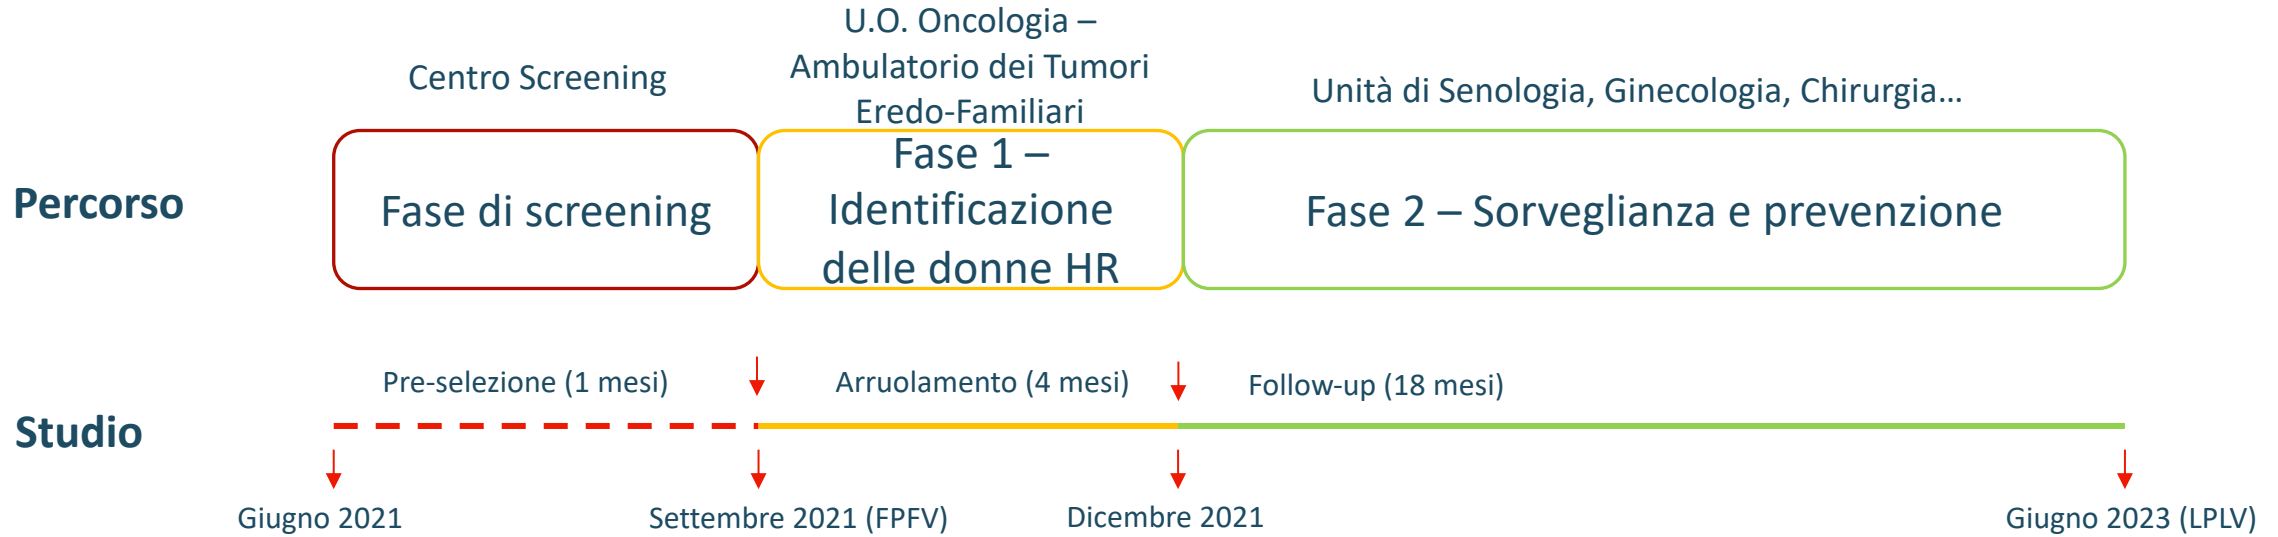 Centro Screening
U.O. Oncologia –
Ambulatorio dei Tumori
Eredo-Familiari
Unità di Senologia, Ginecologia, Chirurgia…
Percorso
Fase di screening
Fase 1 –
Identificazione
delle donne HR
Fase 2 – Sorveglianza e prevenzione
Studio
Pre-selezione (1 mesi)
Arruolamento (4 mesi)
Follow-up (18 mesi)
Giugno 2021
Settembre 2021 (FPFV)
Dicembre 2021
Giugno 2023 (LPLV)